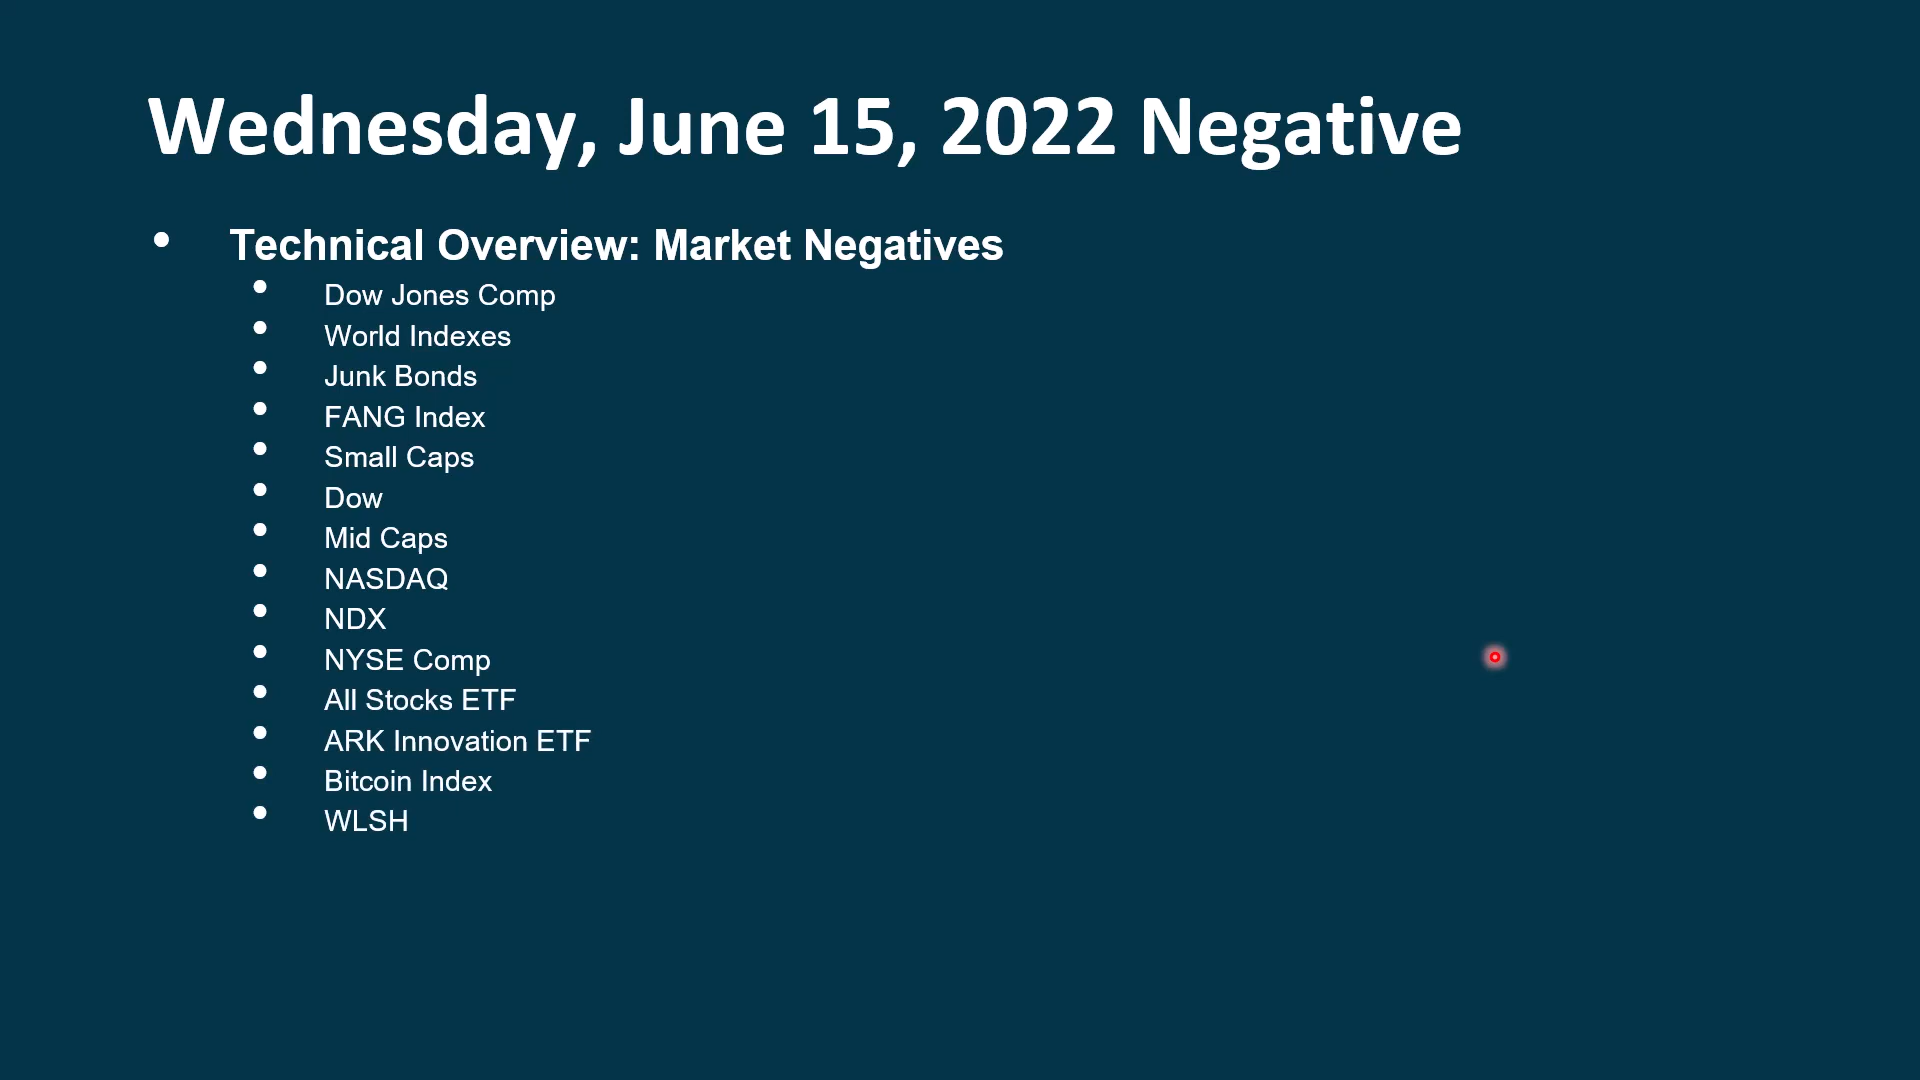 Wednesday, June 15, 2022 Negative
• Technical Overview: Market Negatives
• Dow Jones Comp
• World Indexes
• Junk Bonds
• FANG Index
• Small Caps
• Dow
• Mid Caps
• NASDAQ
• NDX
• NYSE Comp
• All Stocks ETF
• ARK Innovation ETF
• Bitcoin Index
• WLSH